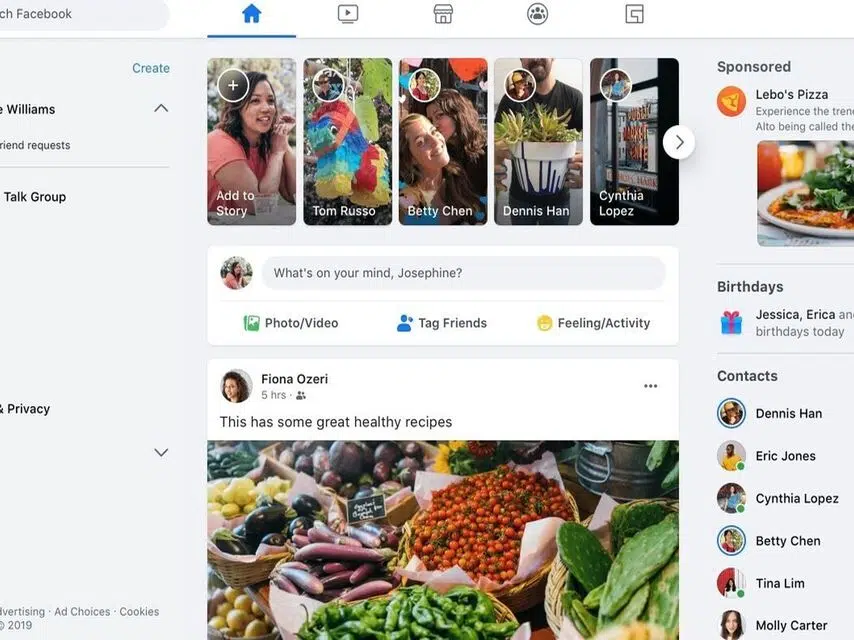 ch Facebook
Create
e Williams
riend requests
Talk Group
& Privacy
dvertising · Ad Choices · Cookies
© 2019
Add to
Story
Tom Russo
Betty Chen
Dennis Han
Cynthia
Lopez
What's on your mind, Josephine?
Photo/Video
Tag Friends
Feeling/Activity
Fiona Ozeri
5 hrs ·
This has some great healthy recipes
Sponsored
Lebo's Pizza
Experience the tren
Alto being called the
Birthdays
Jessica, Erica and
birthdays today
Contacts
Dennis Han
Eric Jones
Cynthia Lopez
Betty Chen
Tina Lim
Molly Carter